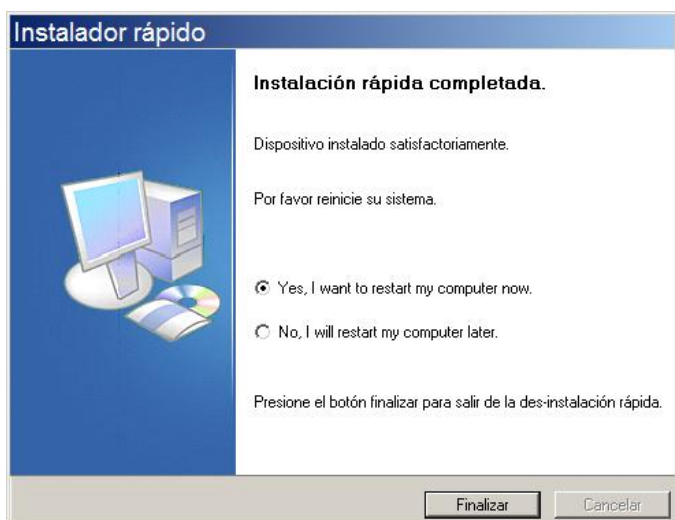 Instalador rápido
Instalación rápida completada.
Dispositivo instalado satisfactoriamente.
Por favor reinicie su sistema.
Yes, I want to restart my computer now.
No, I will restart my computer later.
Presione el botón finalizar para salir de la des-instalación rápida.
Finalizar
Cancelar